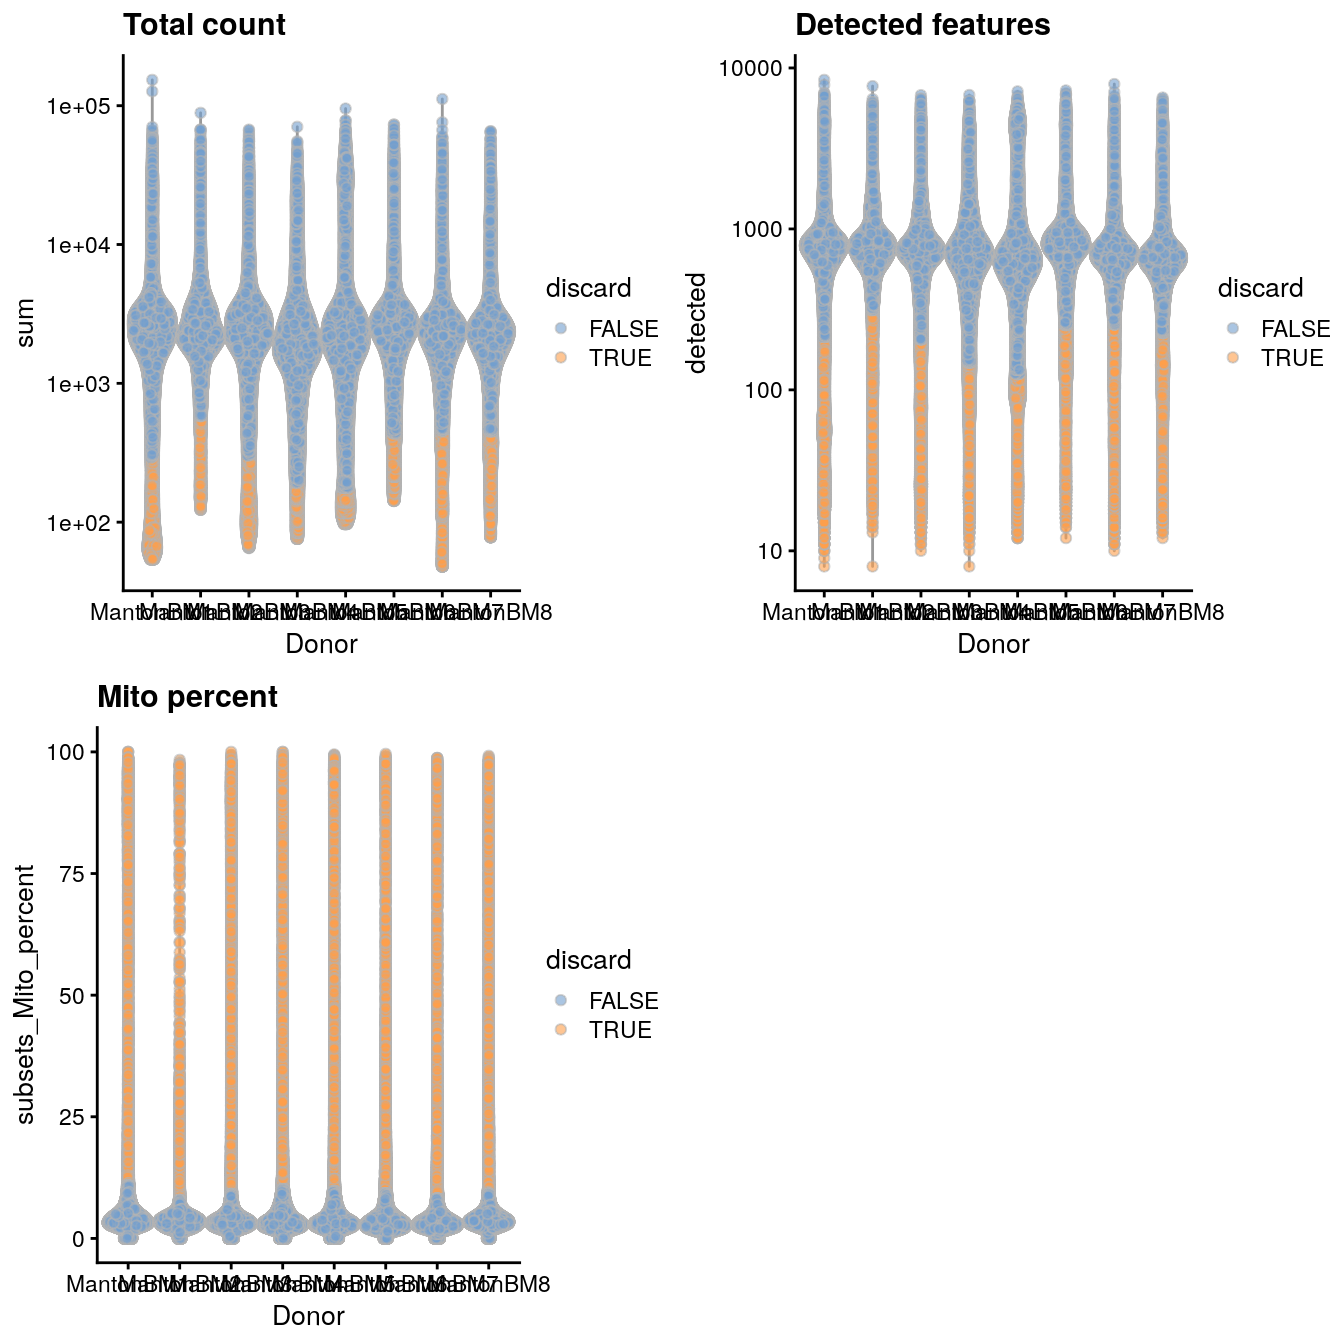 Total count
1e+05
1e+04
1e+03
1e+02
sum
Donor
discard
FALSE
TRUE
Detected features
10000
1000
100
10
detected
Donor
discard
FALSE
TRUE
Mito percent
100
75
50
25
0
subsets_Mito_percent
Donor
discard
FALSE
TRUE